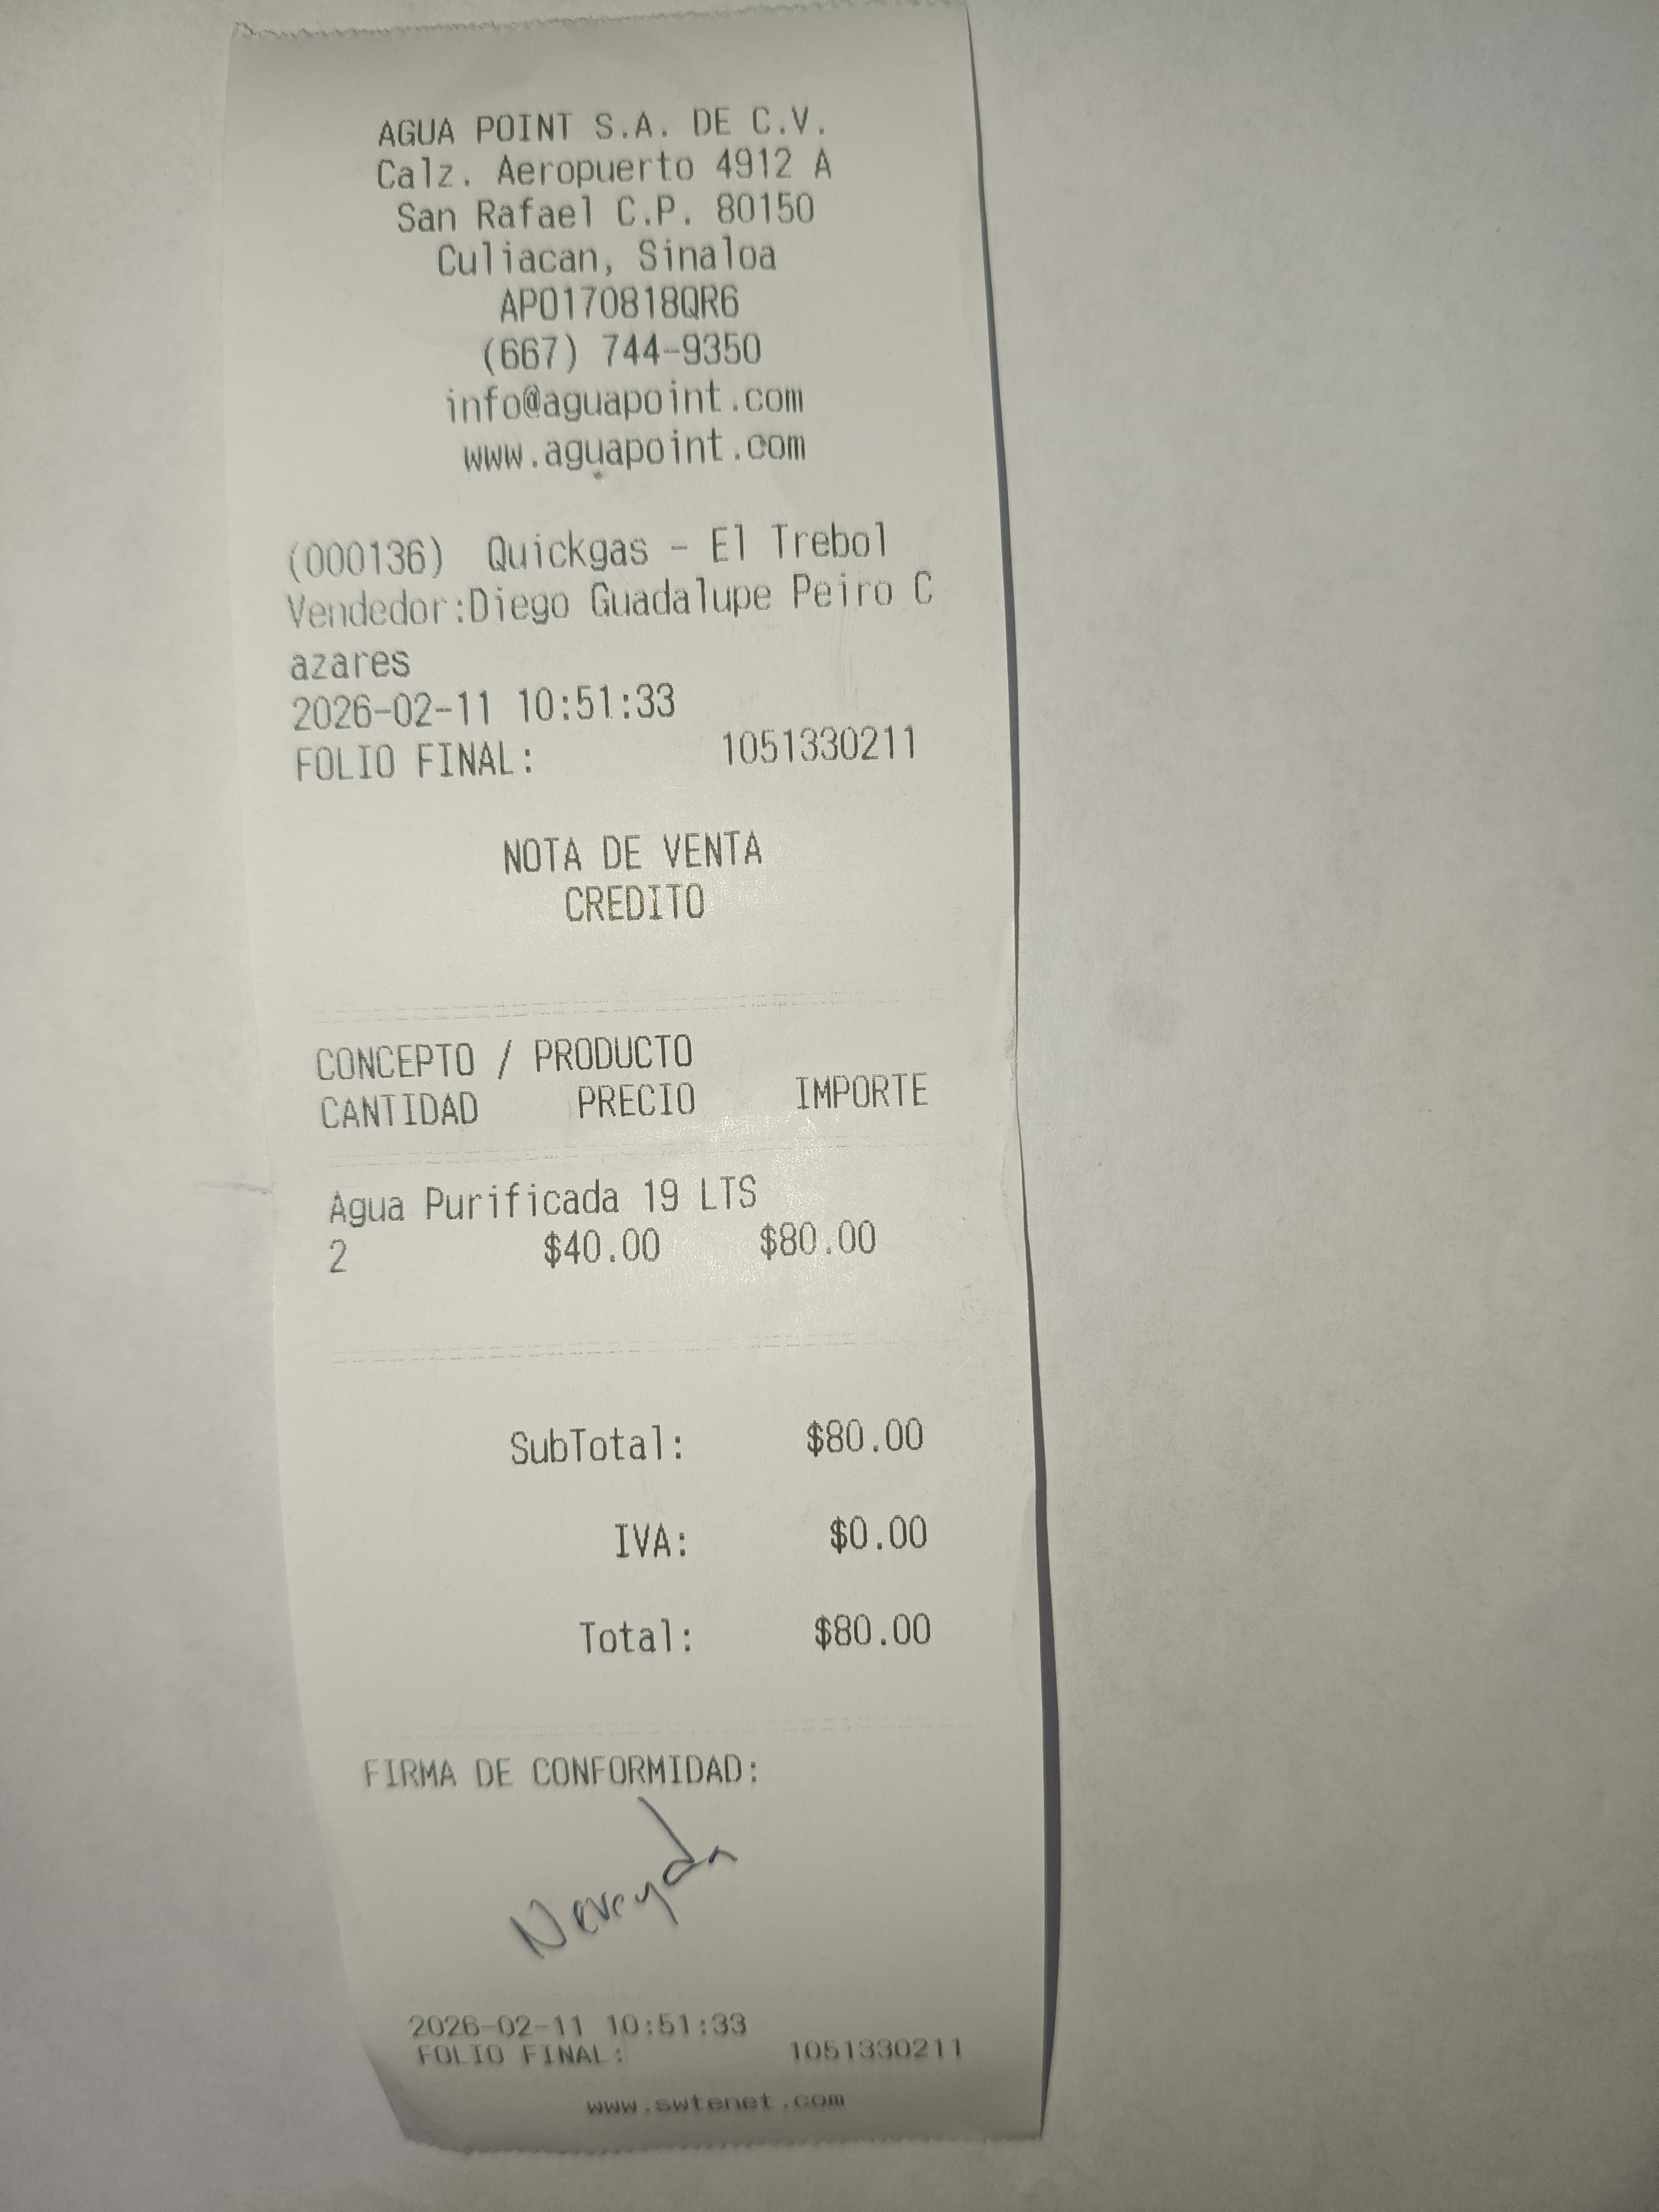 AGUA POINT S.A. DE C.V.
Calz. Aeropuerto 4912 A
San Rafael C.P. 80150
Culiacan, Sinaloa
APO170818QR6
(667) 744-9350
info@aguapoint.com
www.aguapoint.com
(000136) Quickgas - El Trebol
Vendedor:Diego Guadalupe Peiro C
azares
2026-02-11 10:51:33
FOLIO FINAL: 1051330211
NOTA DE VENTA
CREDITO
CONCEPTO / PRODUCTO
CANTIDAD PRECIO IMPORTE
Agua Purificada 19 LTS
2 $40.00 $80.00
SubTotal: $80.00
IVA: $0.00
Total: $80.00
FIRMA DE CONFORMIDAD:
2026-02-11 10:51:33
FOLIO FINAL: 1051330211
www.swtenet.com